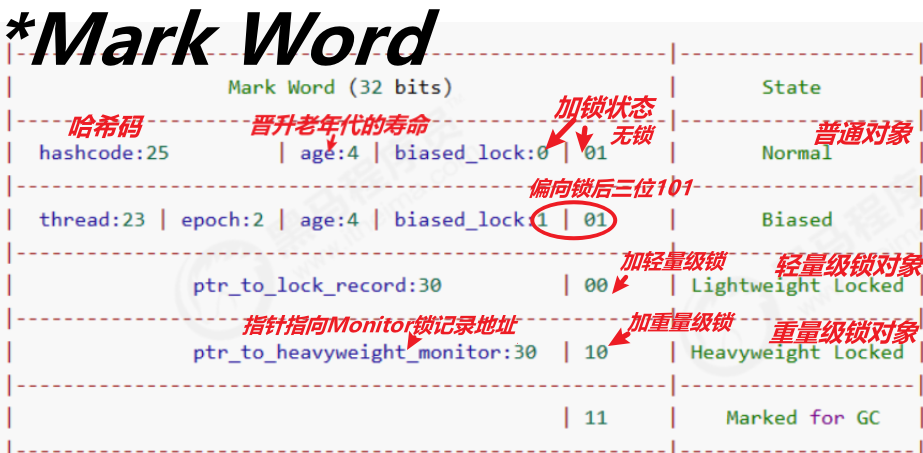 *Mark Word
| Mark Word (32 bits) | State |
哈希码 晋升老年代的寿命 加锁状态 无锁 普通对象
| hashcode:25 | age:4 | biased_lock:0 | 01 | Normal |
偏向锁后三位101
| thread:23 | epoch:2 | age:4 | biased_lock:1 | 01 | Biased |
加轻量级锁 轻量级锁对象
| ptr_to_lock_record:30 | 00 | Lightweight Locked |
指针指向Monitor锁记录地址 加重量级锁 重量级锁对象
| ptr_to_heavyweight_monitor:30 | 10 | Heavyweight Locked |
| | 11 | Marked for GC |
黑马程序员